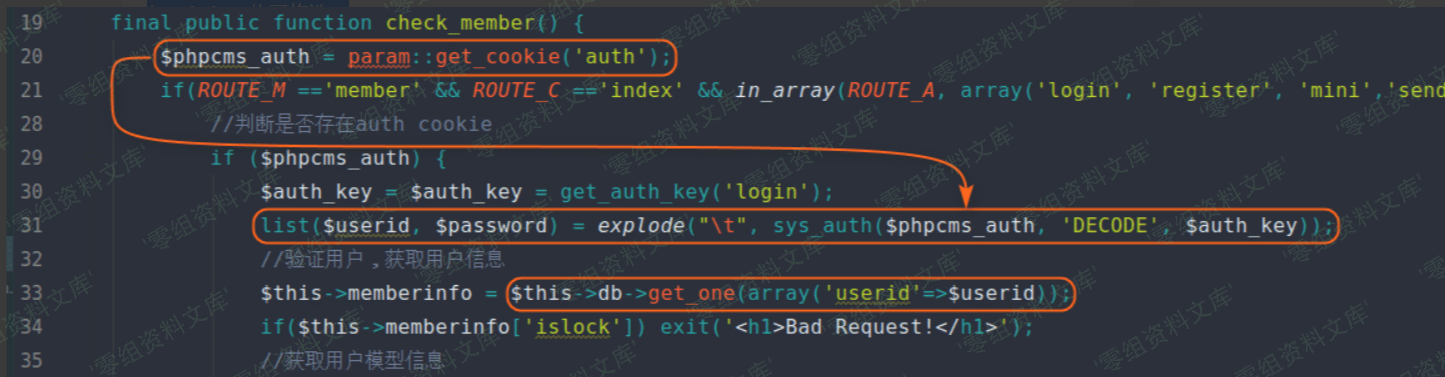 19 final public function check_member() {
20 $phpcms_auth = param::get_cookie('auth');
21 if(ROUTE_M =='member' && ROUTE_C =='index' && in_array(ROUTE_A, array('login', 'register', 'mini','send
28 //判断是否存在auth cookie
29 if ($phpcms_auth) {
30 $auth_key = $auth_key = get_auth_key('login');
31 list($userid, $password) = explode("\t", sys_auth($phpcms_auth, 'DECODE', $auth_key));
32 //验证用户，获取用户信息
33 $this->memberinfo = $this->db->get_one(array('userid'=>$userid));
34 if($this->memberinfo['islock']) exit('<h1>Bad Request!</h1>');
35 //获取用户模型信息
'零组资料文库'